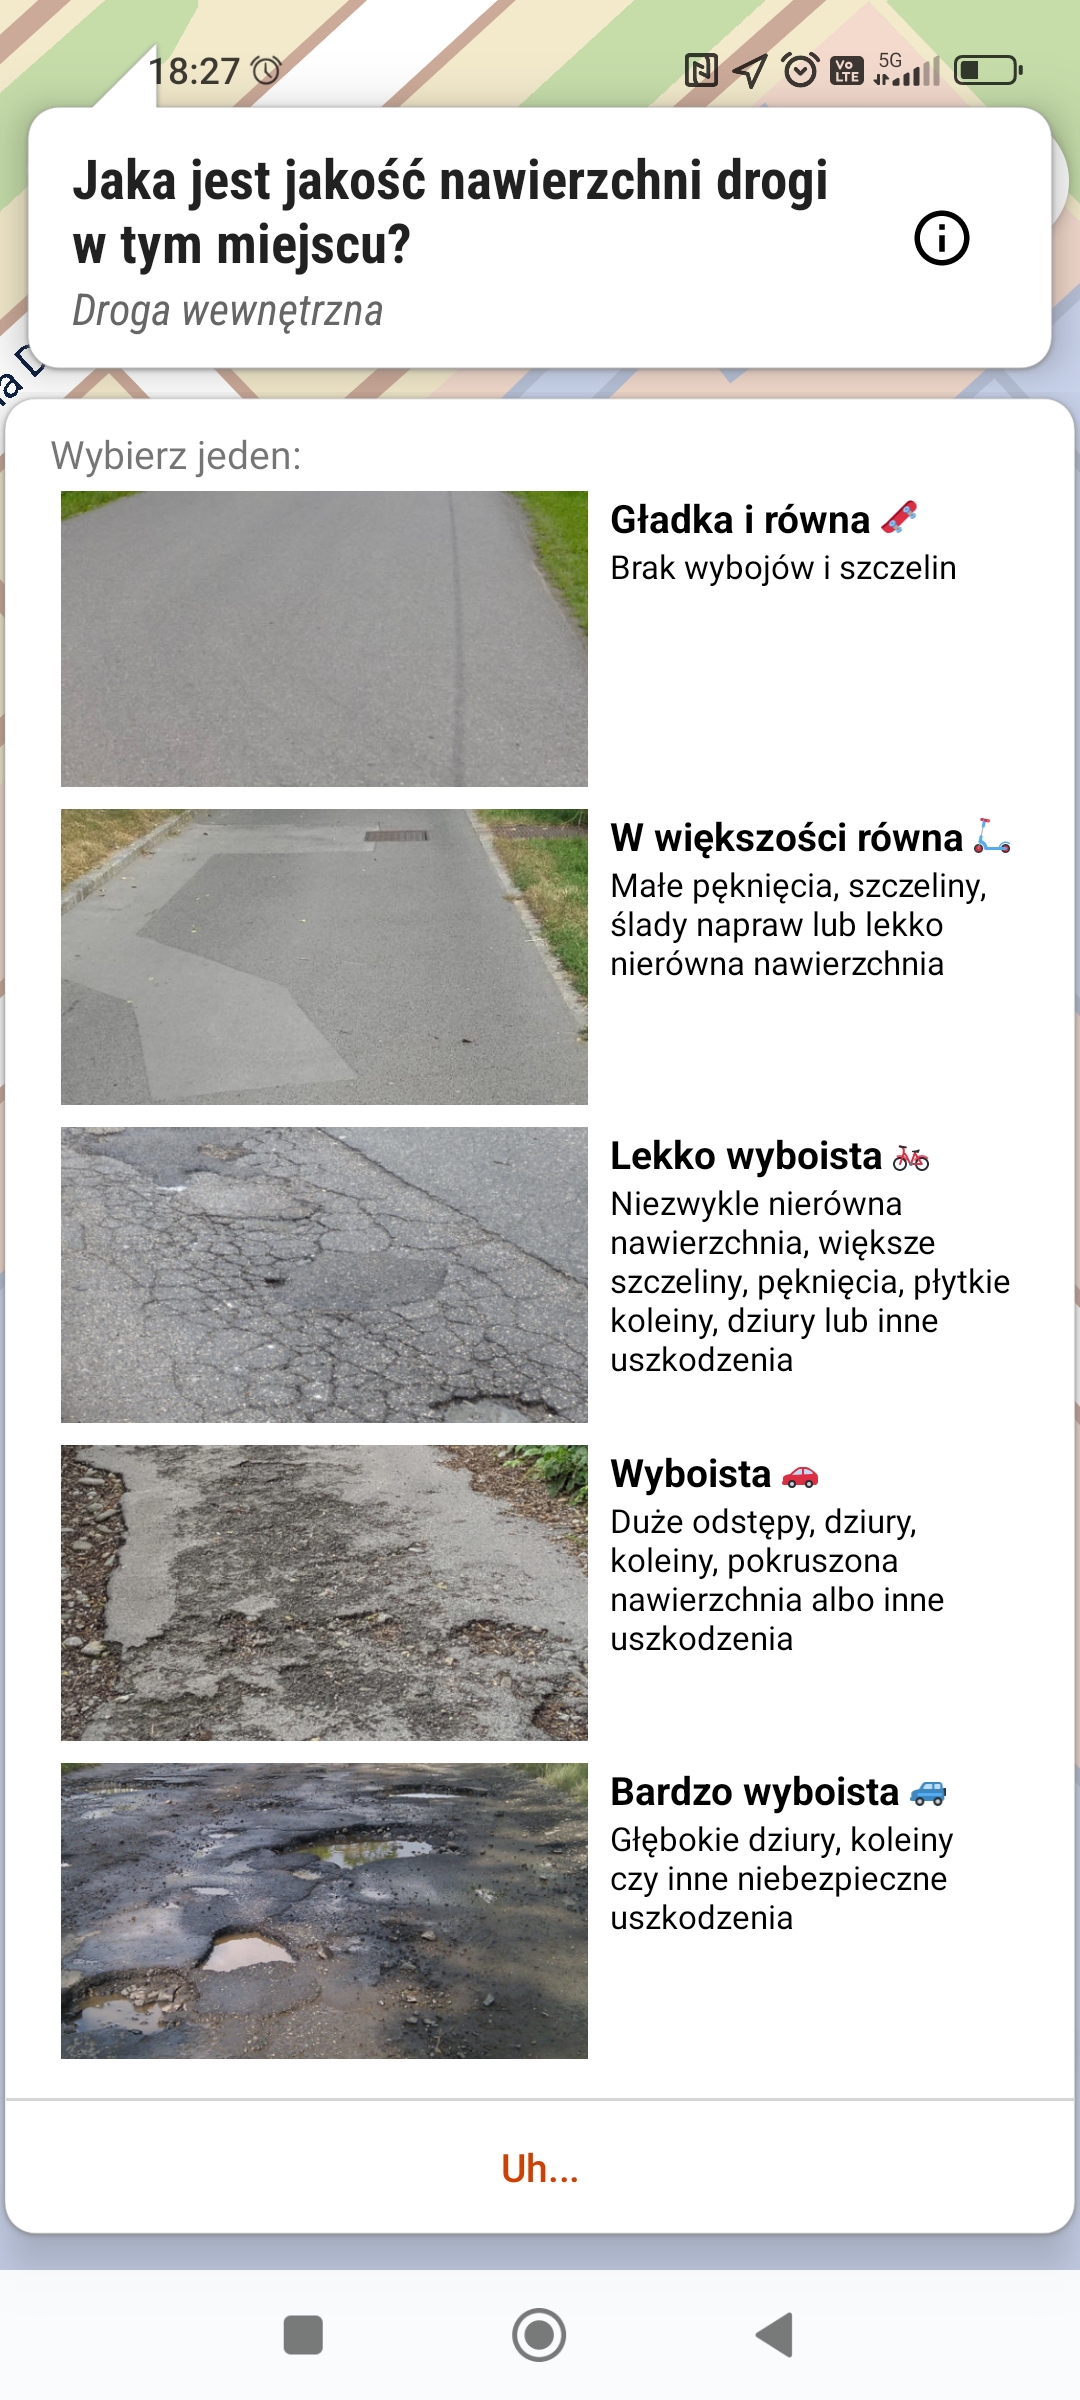 18:27
5G
Vo
LTE
Jaka jest jakość nawierzchni drogi
w tym miejscu?
Droga wewnętrzna
Wybierz jeden:
Gładka i równa
Brak wybojów i szczelin
W większości równa
Małe pęknięcia, szczeliny,
ślady napraw lub lekko
nierówna nawierzchnia
Lekko wyboista
Niezwykle nierówna
nawierzchnia, większe
szczeliny, pęknięcia, płytkie
koleiny, dziury lub inne
uszkodzenia
Wyboista
Duże odstępy, dziury,
koleiny, pokruszona
nawierzchnia albo inne
uszkodzenia
Bardzo wyboista
Głębokie dziury, koleiny
czy inne niebezpieczne
uszkodzenia
Uh...